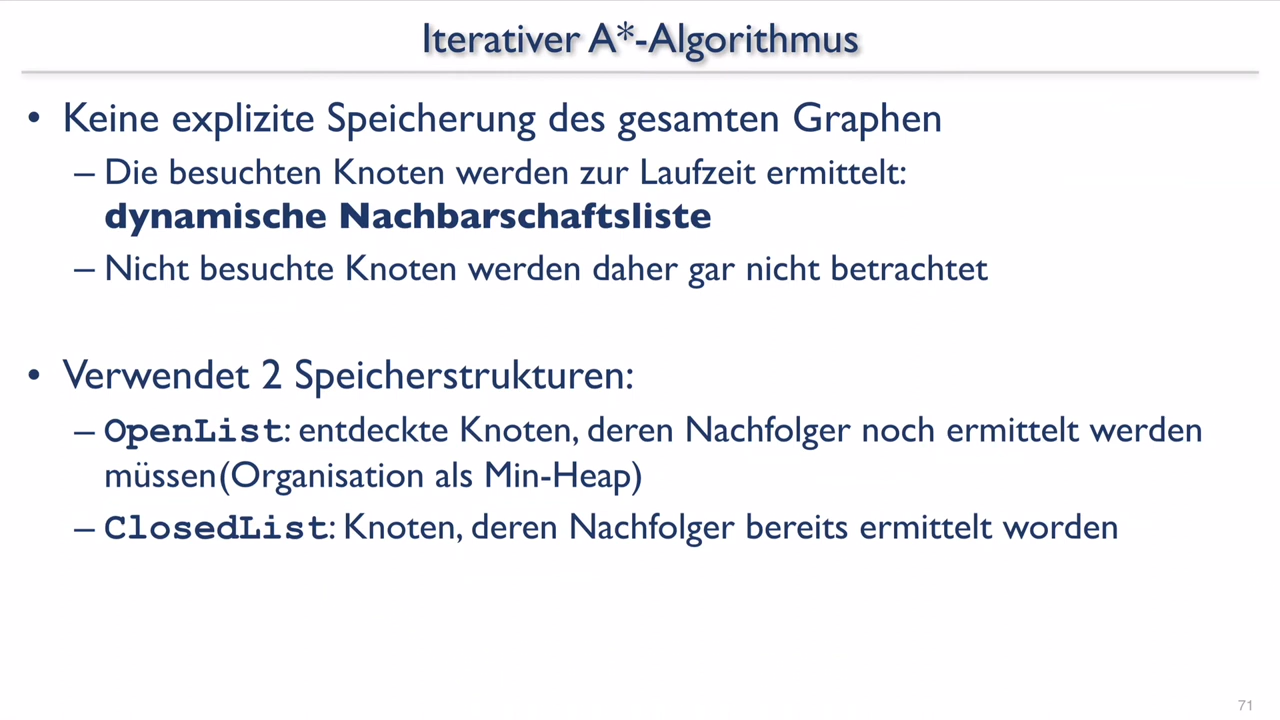 Iterativer A*-Algorithmus
• Keine explizite Speicherung des gesamten Graphen
– Die besuchten Knoten werden zur Laufzeit ermittelt:
dynamische Nachbarschaftsliste
– Nicht besuchte Knoten werden daher gar nicht betrachtet
• Verwendet 2 Speicherstrukturen:
– OpenList: entdeckte Knoten, deren Nachfolger noch ermittelt werden
müssen(Organisation als Min-Heap)
– ClosedList: Knoten, deren Nachfolger bereits ermittelt worden
71